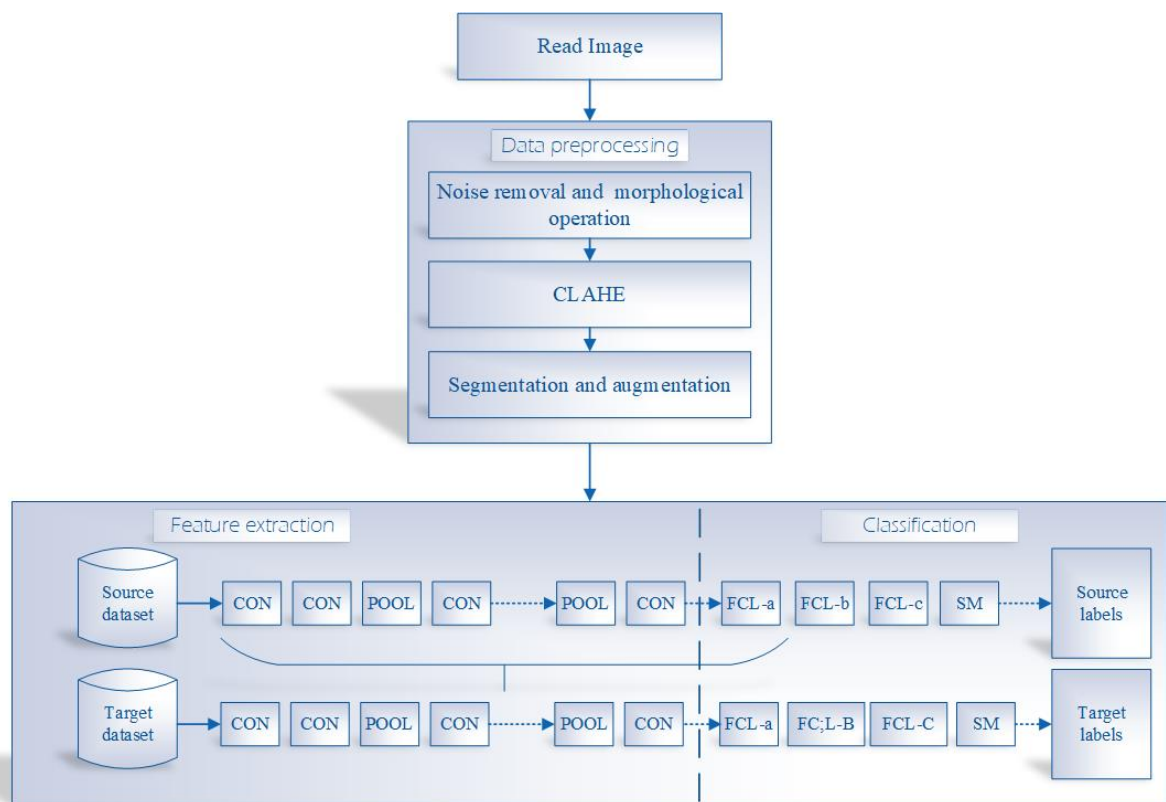 Read Image
Data preprocessing
Noise removal and morphological
operation
CLAHE
Segmentation and augmentation
Feature extraction
Classification
Source
dataset
CON
CON
POOL
CON
POOL
CON
FCL-a
FCL-b
FCL-c
SM
Source
labels
Target
dataset
CON
CON
POOL
CON
POOL
CON
FCL-a
FC;L-B
FCL-C
SM
Target
labels